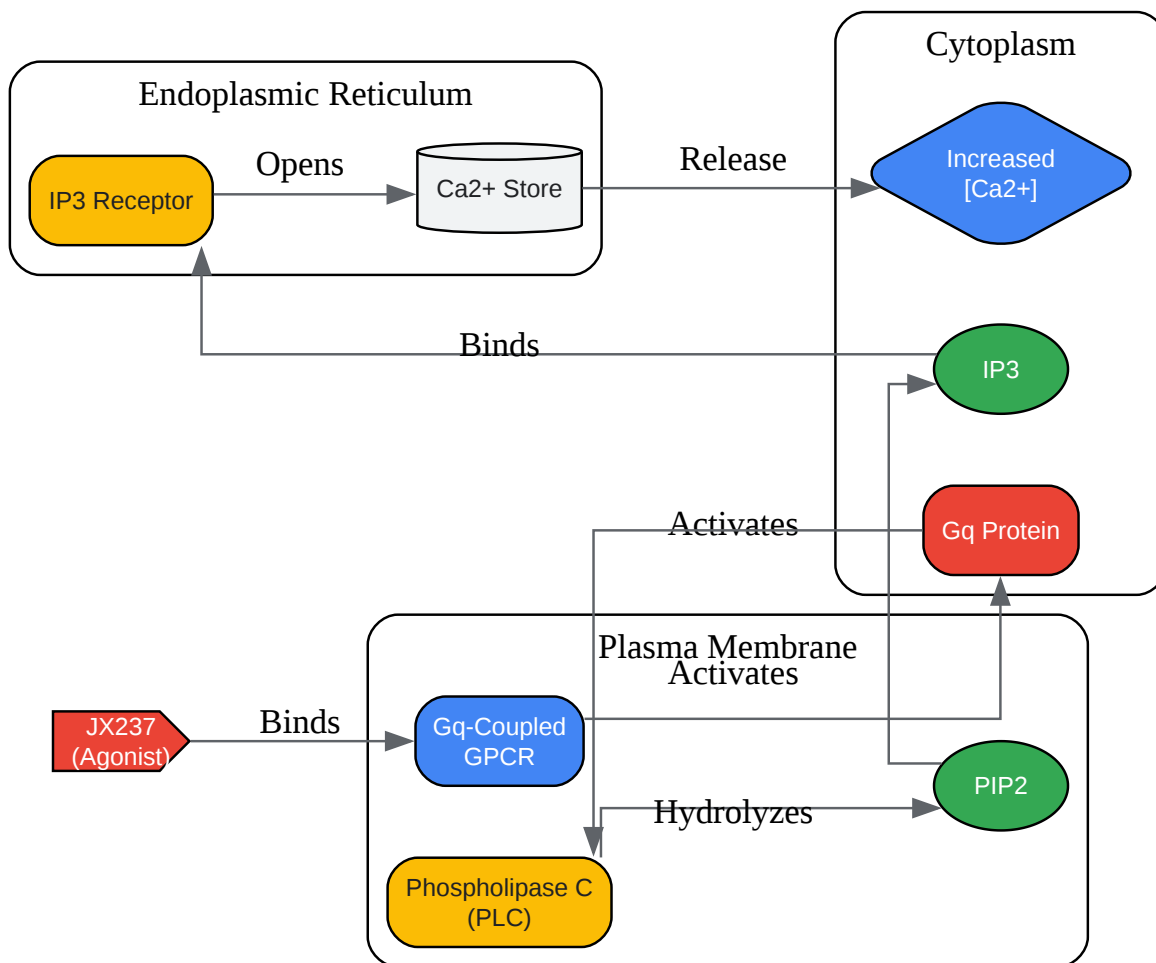 Cytoplasm
Endoplasmic Reticulum
Opens
Release
Increased
[Ca2+]
IP3 Receptor
Ca2+ Store
Binds
IP3
Activates
Gq Protein
Plasma Membrane
Activates
JX237
(Agonist)
Binds
Gq-Coupled
GPCR
PIP2
Hydrolyzes
Phospholipase C
(PLC)